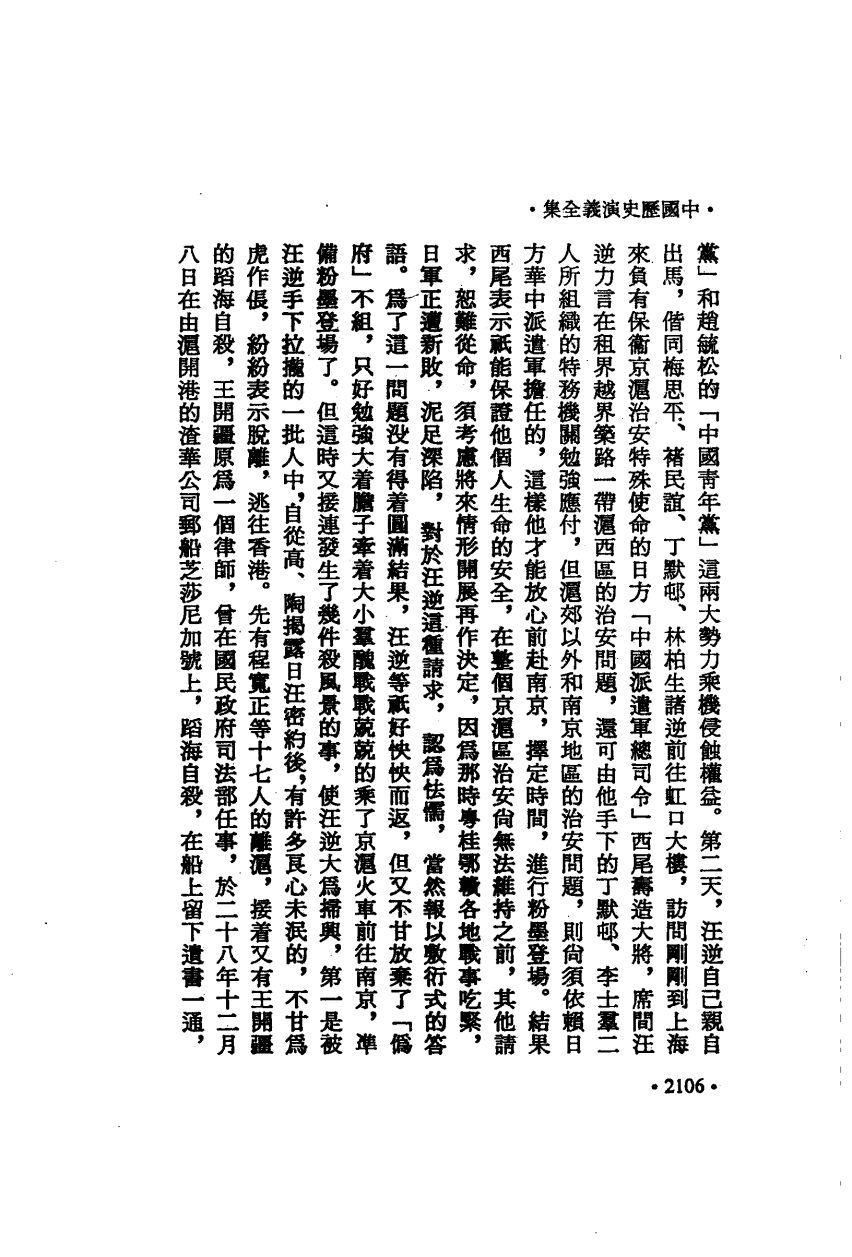 ·中國歷史演義全集·
黨」和趙毓松的「中國青年黨」這兩大勢力乘機侵蝕權益。第二天，汪逆自己親自
出馬，偕同梅思平、褚民誼、丁默邨、林柏生諸逆前往虹口大樓，訪問剛剛到上海
來負有保衞京滬治安特殊使命的日方「中國派遣軍總司令」西尾壽造大將，席間汪
逆力言在租界越界築路一帶滬西區的治安問題，還可由他手下的丁默邨、李士羣二
人所組織的特務機關勉強應付，但滬郊以外和南京地區的治安問題，則尚須依賴日
方華中派遣軍擔任的，這樣他才能放心前赴南京，擇定時間，進行粉墨登場。結果
西尾表示祇能保證他個人生命的安全，在整個京滬區治安尚無法維持之前，其他請
求，恕難從命，須考慮將來情形開展再作決定，因爲那時粵桂鄂贛各地戰事吃緊，
日軍正遭新敗，泥足深陷，對於汪逆這種請求，認爲怯懦，當然報以敷衍式的答
語。爲了這一問題没有得着圓滿結果，汪逆等祇好怏怏而返，但又不甘放棄了「僞
府」不組，只好勉強大着膽子牽着大小羣醜戰戰兢兢的乘了京滬火車前往南京，準
備粉墨登場了。但這時又接連發生了幾件殺風景的事，使汪逆大爲掃興，第一是被
汪逆手下拉攏的一批人中，自從高、陶揭露日汪密約後，有許多良心未泯的，不甘爲
虎作倀，紛紛表示脫離，逃往香港。先有程寬正等十七人的離滬，接着又有王開疆
的蹈海自殺，王開疆原爲一個律師，曾在國民政府司法部任事，於二十八年十二月
八日在由滬開港的渣華公司郵船芝莎尼加號上，蹈海自殺，在船上留下遺書一通，
·2106·